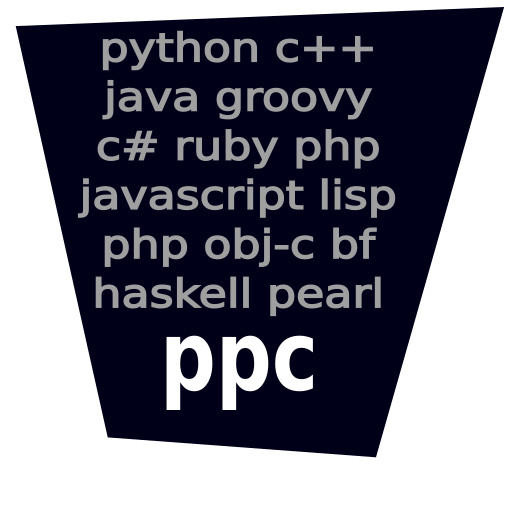 python c++
java groovy
c# ruby php
javascript lisp
php obj-c bf
haskell pearl
ppc